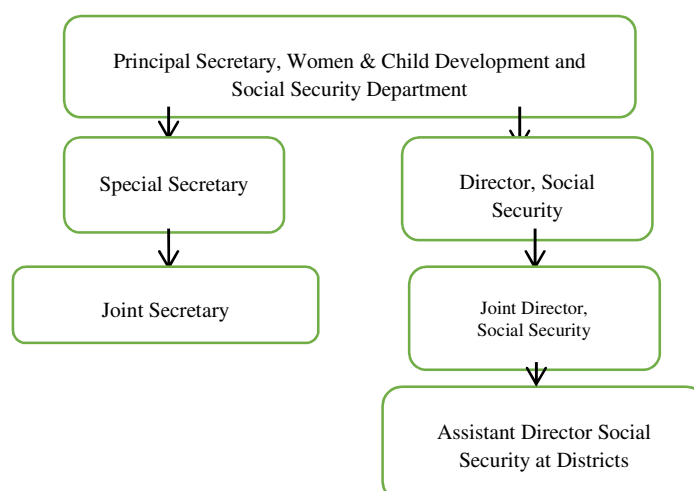 Principal Secretary, Women & Child Development and
Social Security Department
Special Secretary
Director, Social
Security
Joint Secretary
Joint Director,
Social Security
Assistant Director Social
Security at Districts